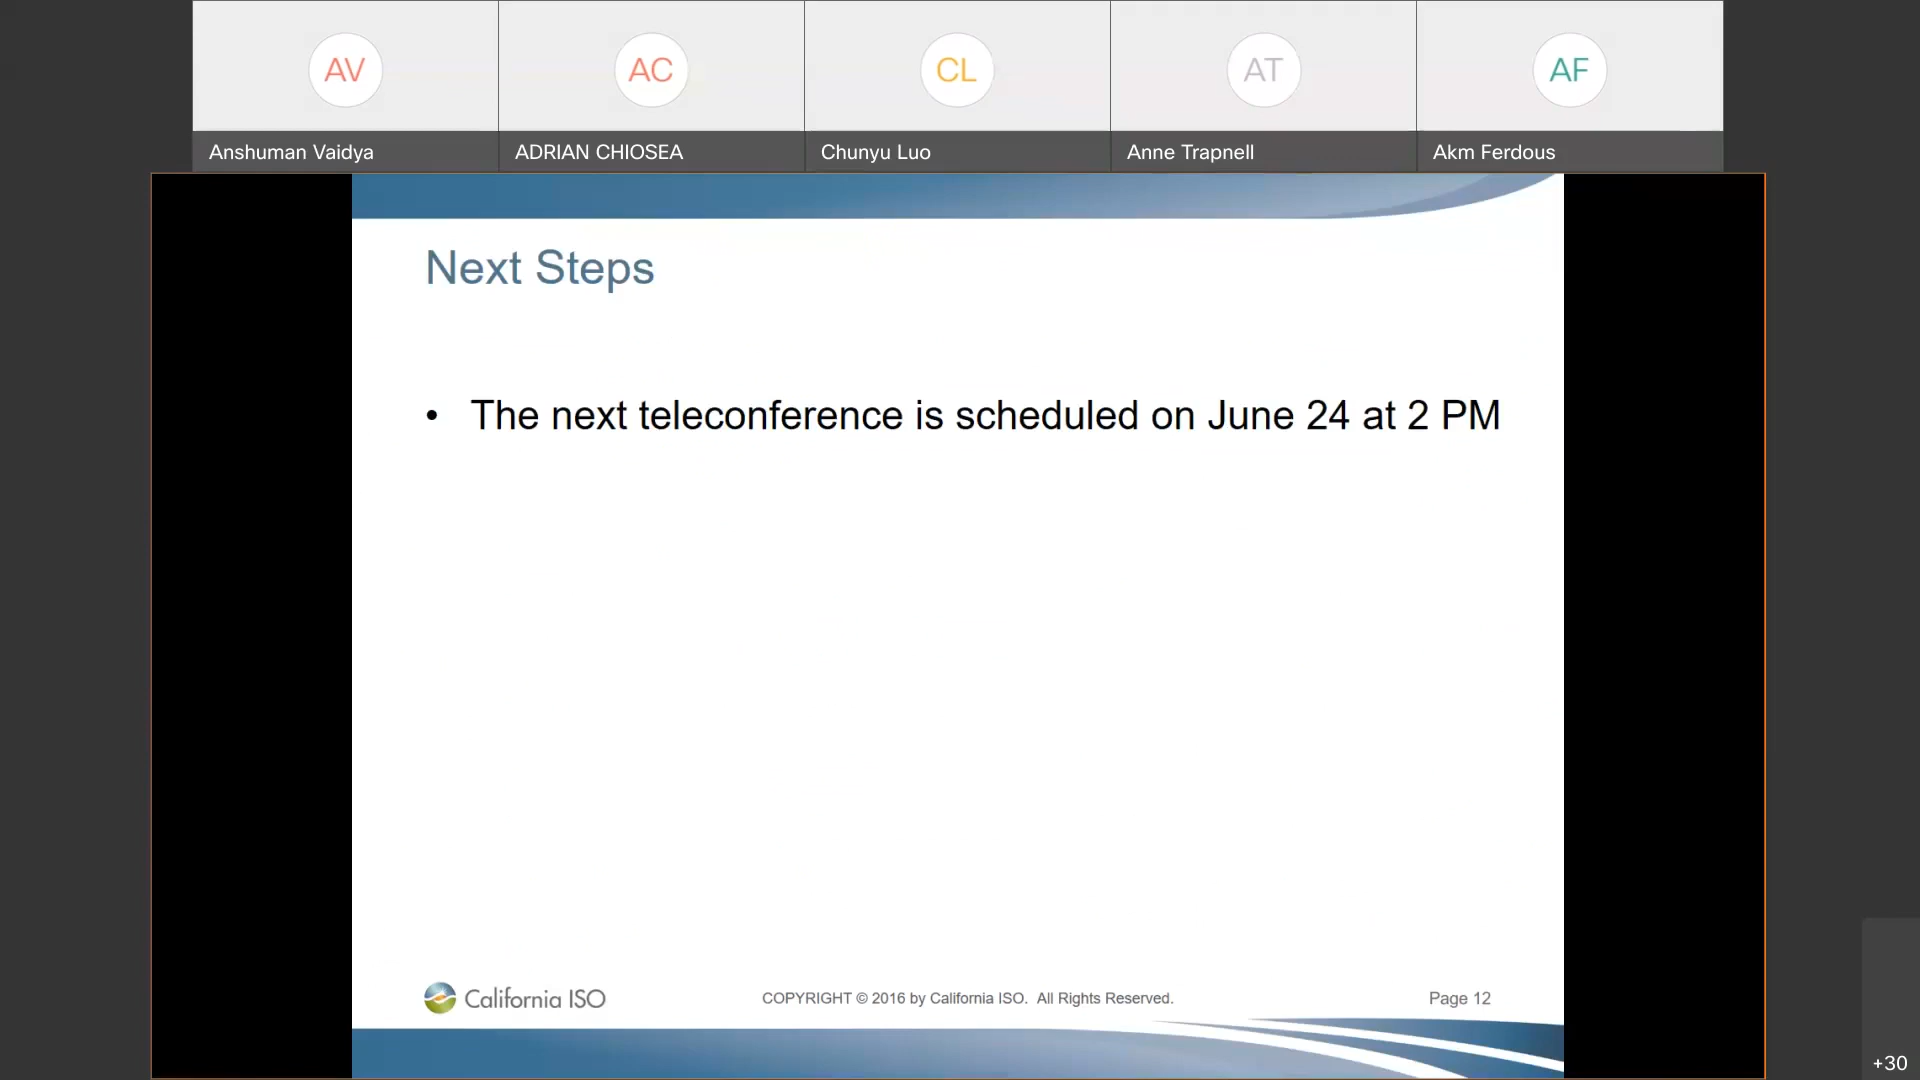 AV
AC
CL
AT
AF
Anshuman Vaidya
ADRIAN CHIOSEA
Chunyu Luo
Anne Trapnell
Akm Ferdous
Next Steps
• The next teleconference is scheduled on June 24 at 2 PM
California ISO
COPYRIGHT © 2016 by California ISO. All Rights Reserved.
Page 12
+30